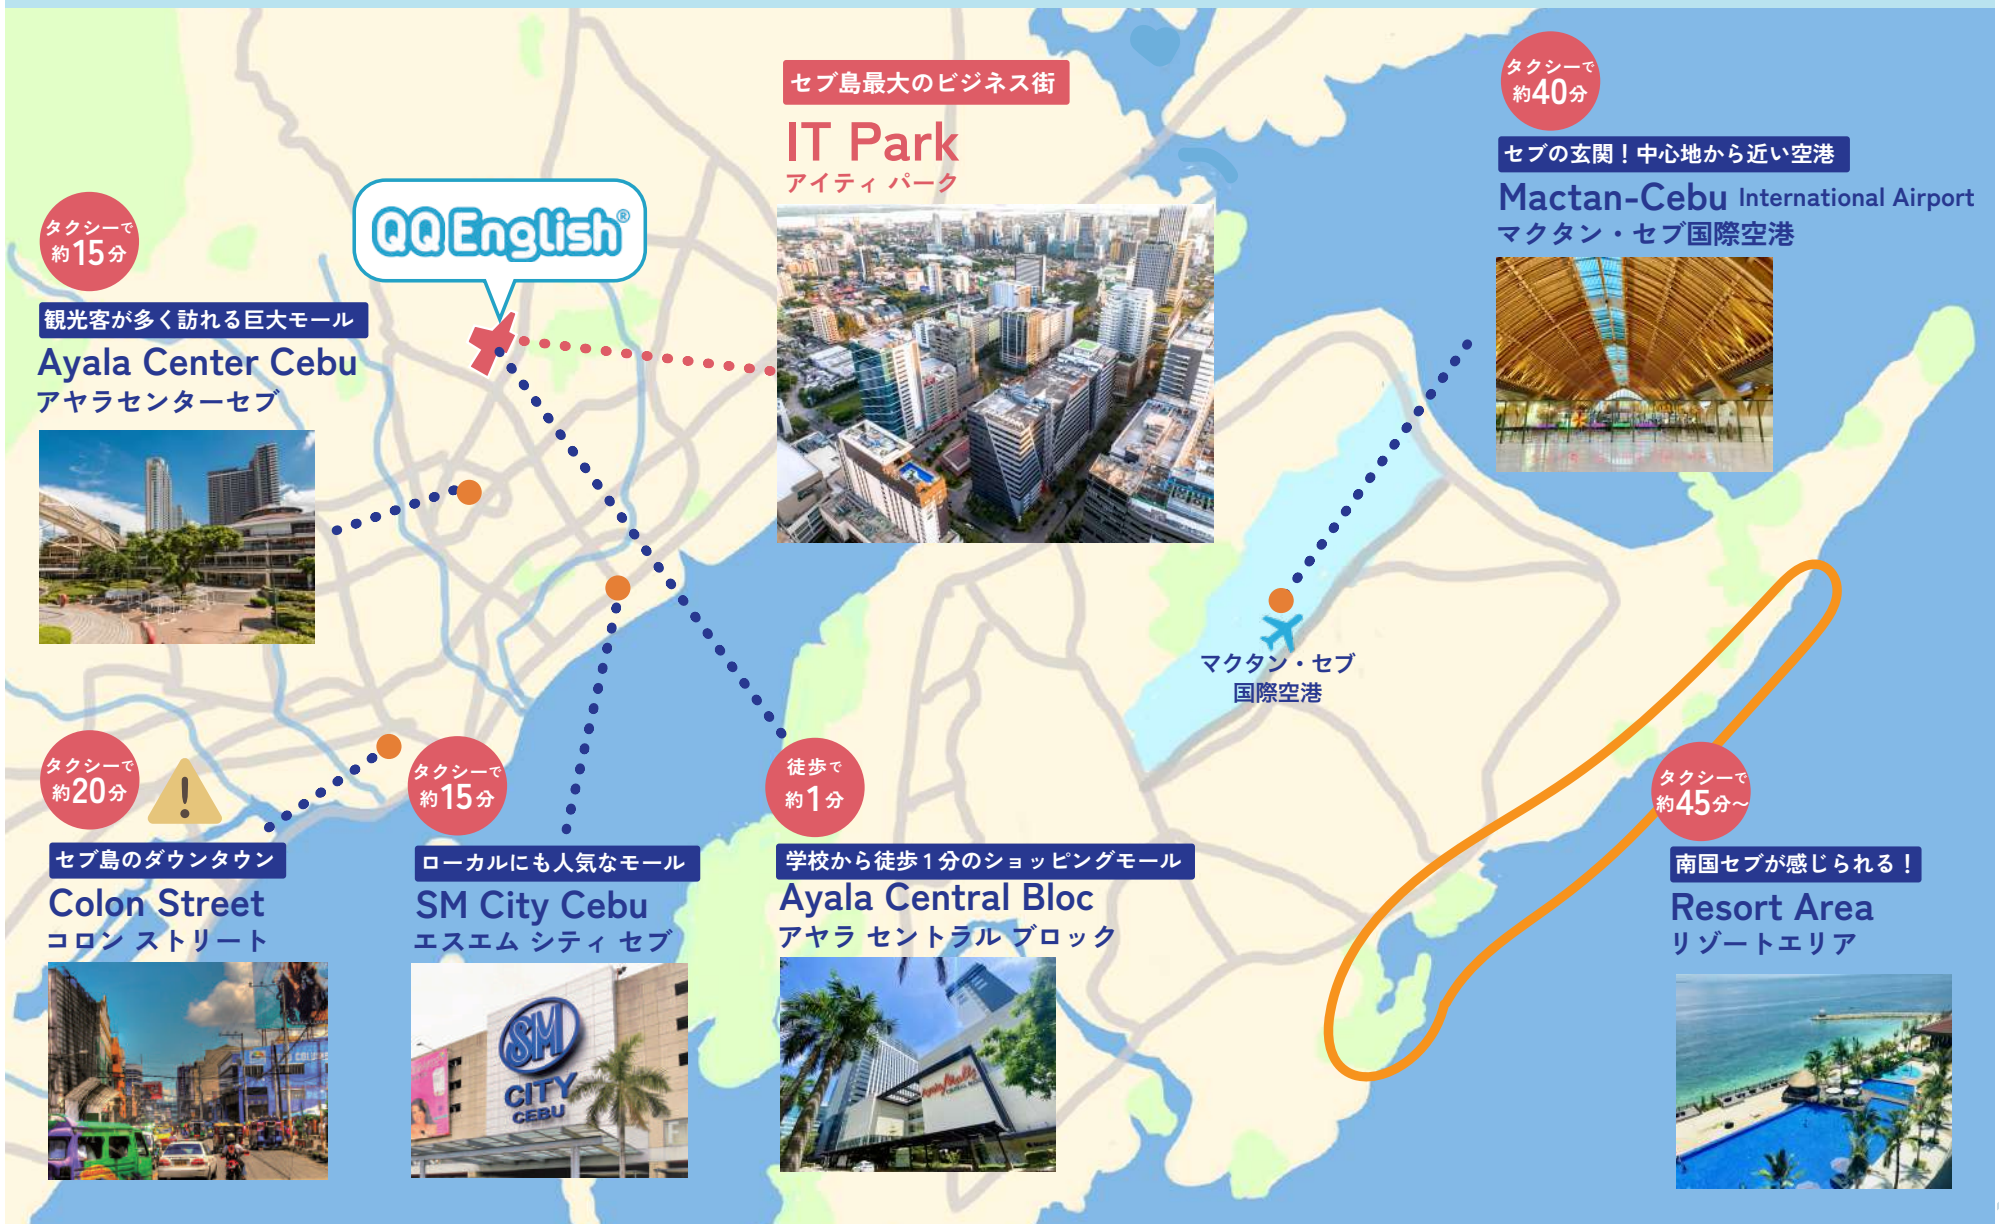 セブ島最大のビジネス街
IT Park
アイティ パーク
タクシーで
約40分
セブの玄関！中心地から近い空港
Mactan-Cebu International Airport
マクタン・セブ国際空港
QQEnglish®
タクシーで
約15分
観光客が多く訪れる巨大モール
Ayala Center Cebu
アヤラセンターセブ
マクタン・セブ
国際空港
タクシーで
約20分
セブ島のダウンタウン
Colon Street
コロン ストリート
タクシーで
約15分
ローカルにも人気なモール
SM City Cebu
エスエム シティ セブ
SM
CITY
CEBU
徒歩で
約1分
学校から徒歩１分のショッピングモール
Ayala Central Bloc
アヤラ セントラル ブロック
タクシーで
約45分〜
南国セブが感じられる！
Resort Area
リゾートエリア